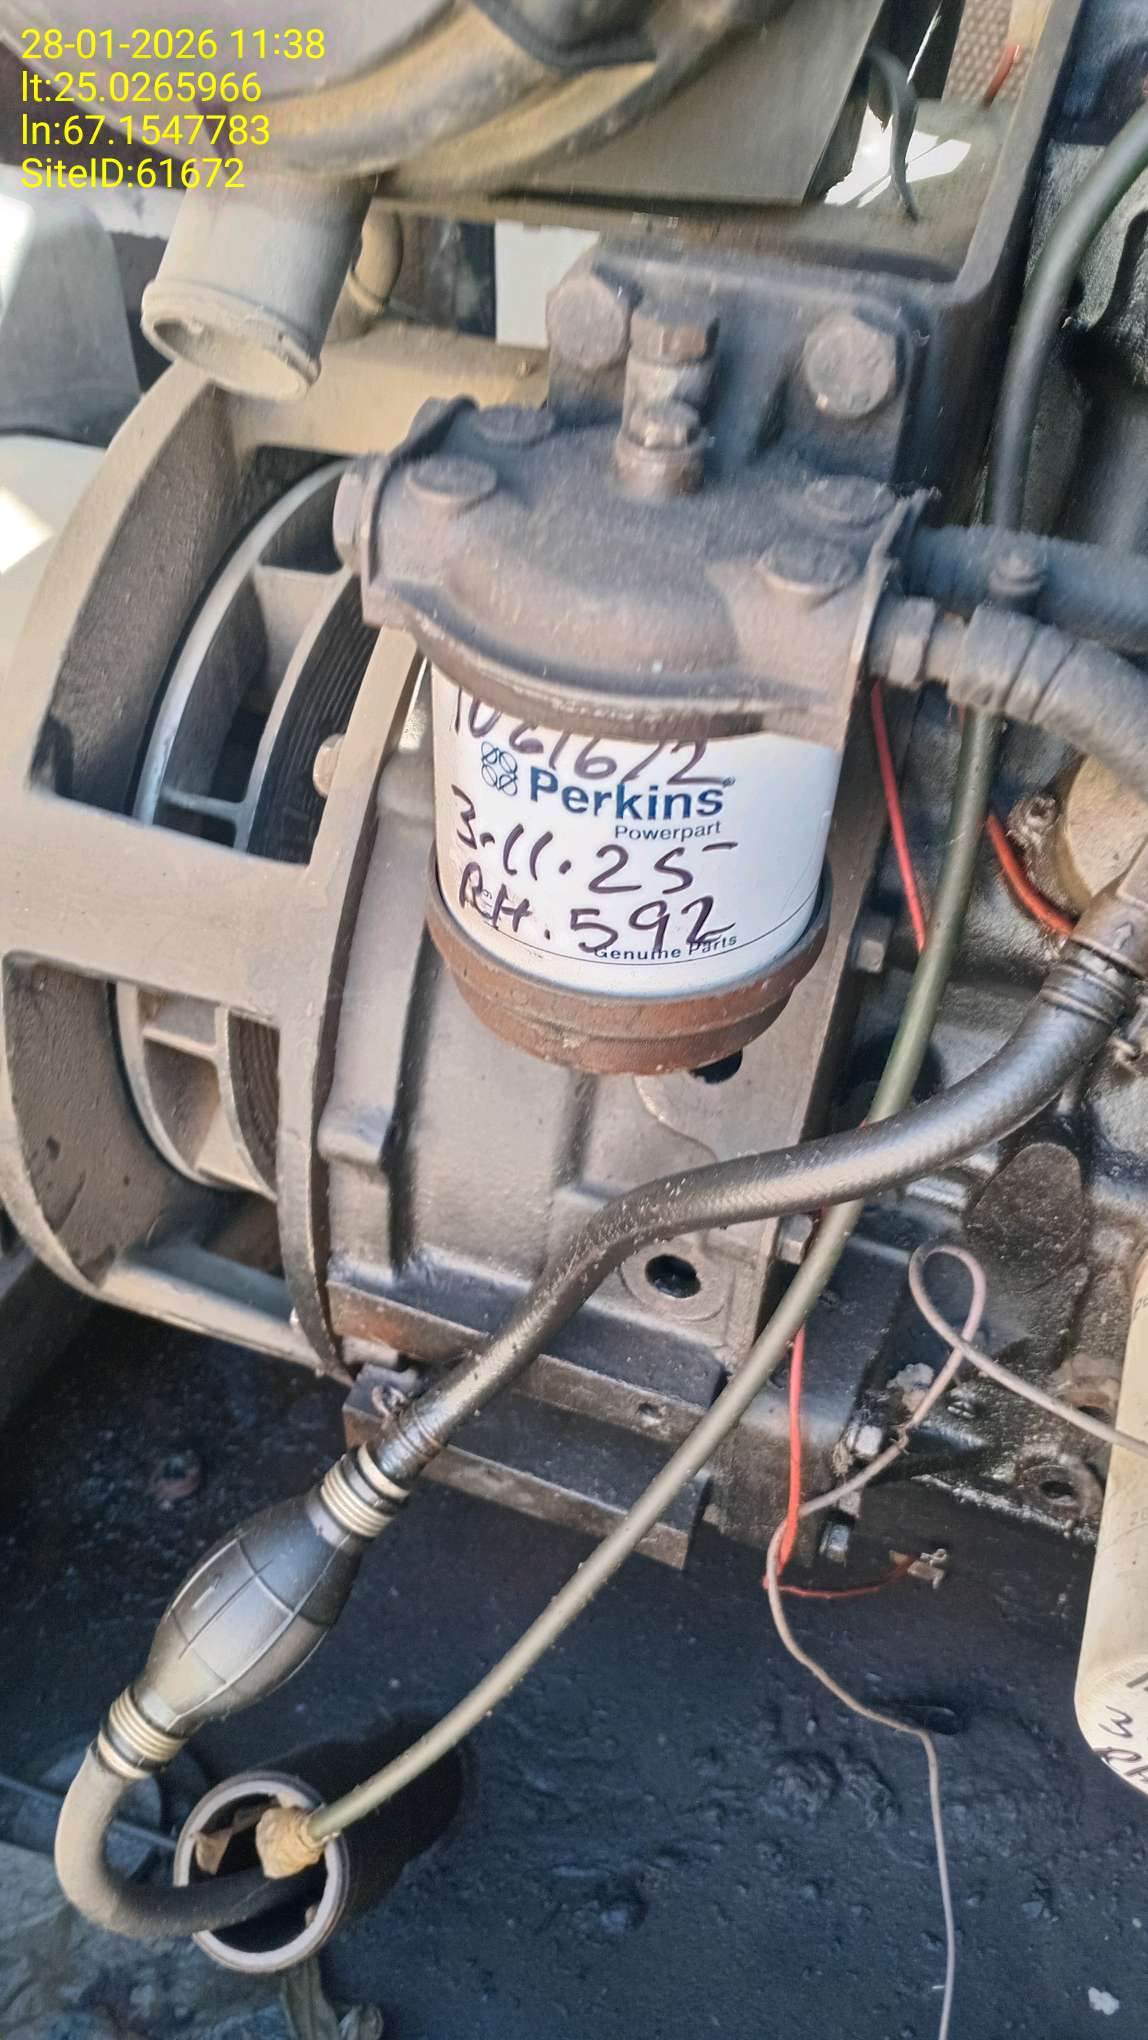 28-01-2026 11:38
lt:25.0265966
ln:67.1547783
SiteID:61672
Perkins
Powerpart
3.11.25
RH.592
Genuine Parts